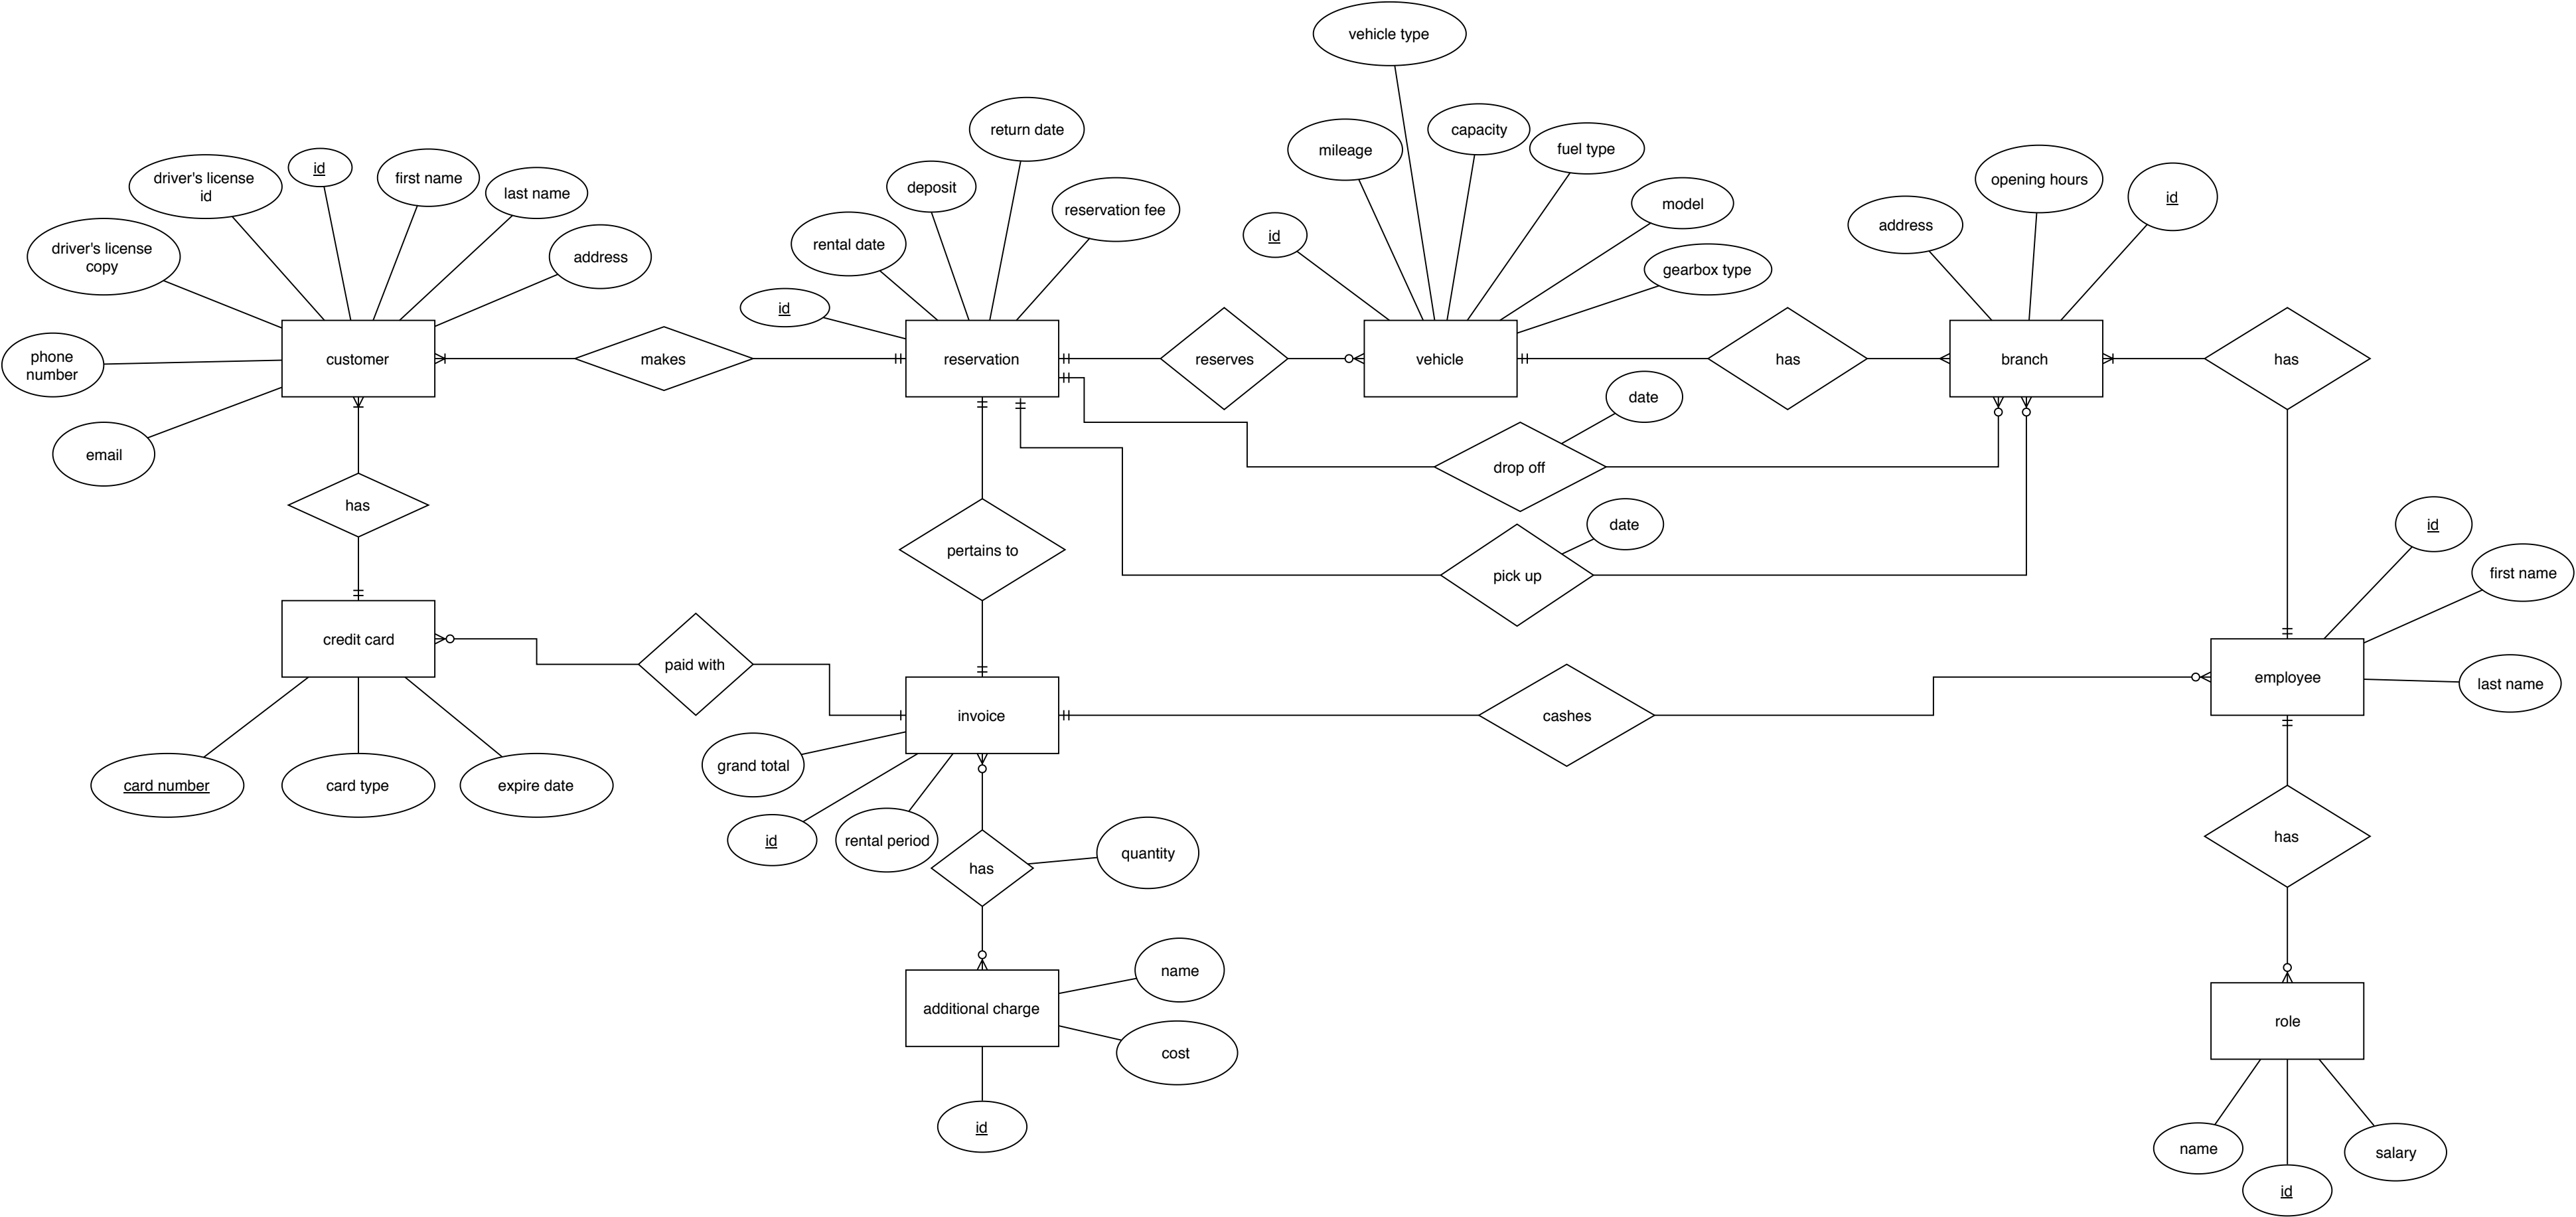 vehicle type
return date
capacity
mileage
fuel type
id
driver's license
id
first name
last name
deposit
opening hours
id
model
reservation fee
address
id
rental date
driver's license
copy
address
gearbox type
id
customer
makes
reservation
reserves
vehicle
has
branch
has
phone
number
date
email
drop off
has
date
id
pertains to
pick up
first name
credit card
paid with
employee
last name
invoice
cashes
grand total
card number
card type
expire date
id
rental period
has
quantity
has
name
additional charge
role
cost
id
name
salary
id